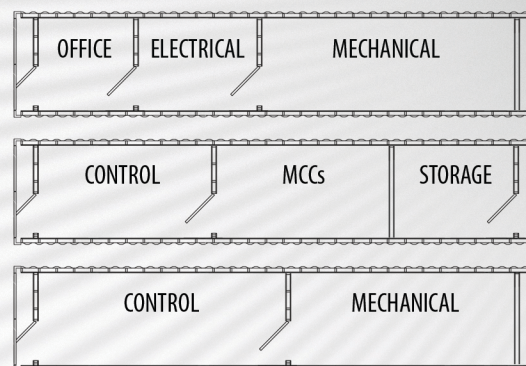 OFFICE ELECTRICAL MECHANICAL
CONTROL MCCs STORAGE
CONTROL MECHANICAL